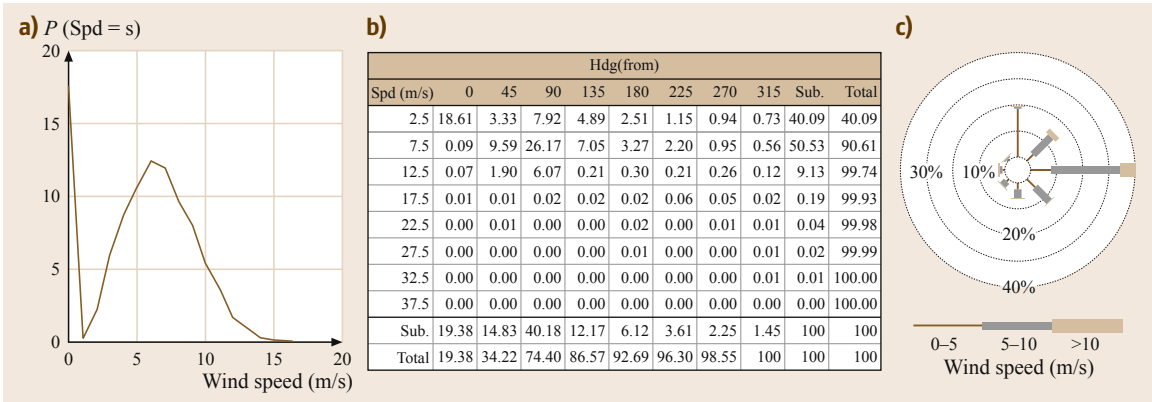 a) P (Spd = s)
20
15
10
5
0
0 5 10 15 20
Wind speed (m/s)
b)
Hdg(from)
Spd (m/s) 0 45 90 135 180 225 270 315 Sub. Total
2.5 18.61 3.33 7.92 4.89 2.51 1.15 0.94 0.73 40.09 40.09
7.5 0.09 9.59 26.17 7.05 3.27 2.20 0.95 0.56 50.53 90.61
12.5 0.07 1.90 6.07 0.21 0.30 0.21 0.26 0.12 9.13 99.74
17.5 0.01 0.01 0.02 0.02 0.02 0.06 0.05 0.02 0.19 99.93
22.5 0.00 0.01 0.00 0.00 0.02 0.00 0.01 0.01 0.04 99.98
27.5 0.00 0.00 0.00 0.00 0.01 0.00 0.00 0.01 0.02 99.99
32.5 0.00 0.00 0.00 0.00 0.00 0.00 0.00 0.01 0.01 100.00
37.5 0.00 0.00 0.00 0.00 0.00 0.00 0.00 0.00 0.00 100.00
Sub. 19.38 14.83 40.18 12.17 6.12 3.61 2.25 1.45 100 100
Total 19.38 34.22 74.40 86.57 92.69 96.30 98.55 100 100 100
c)
30% 10%
20%
40%
0–5 5–10 >10
Wind speed (m/s)